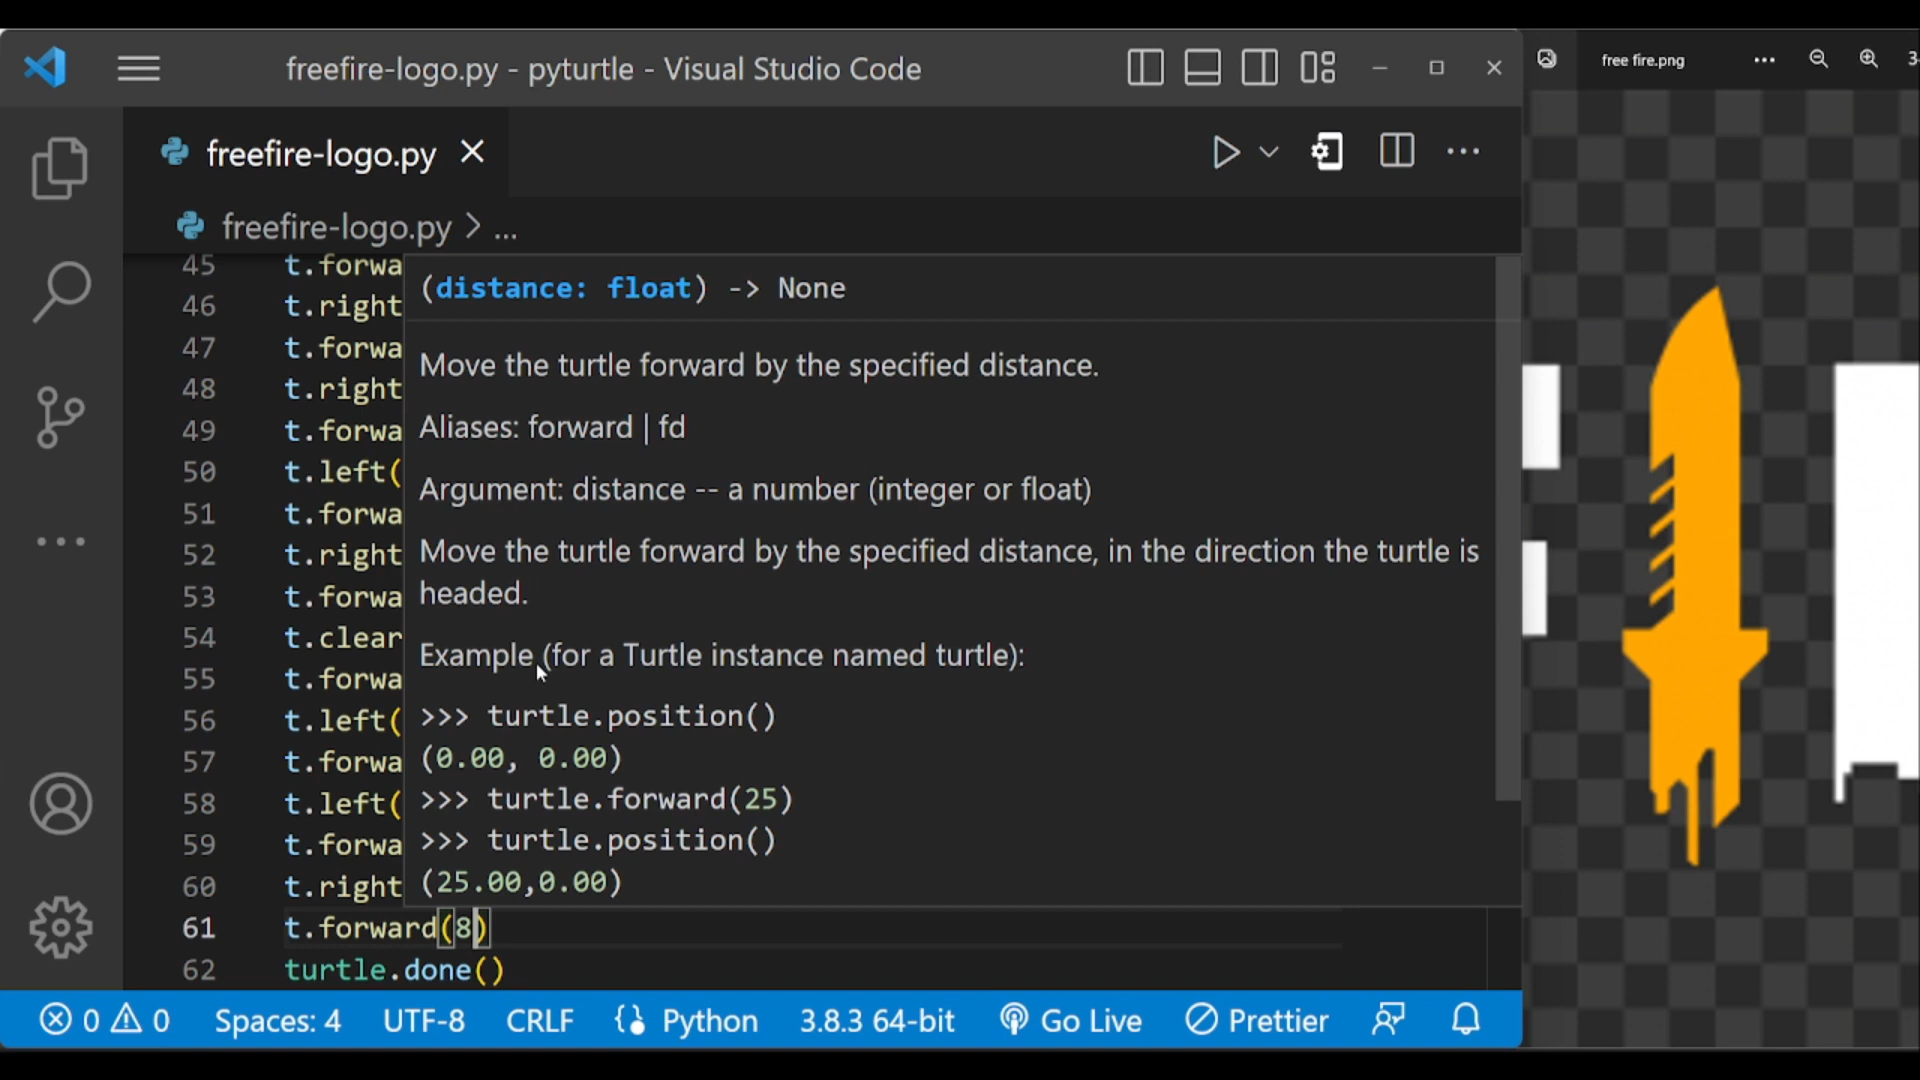 freefire-logo.py - pyturtle - Visual Studio Code
free fire.png
freefire-logo.py
freefire-logo.py > ...
45 t.forwa
46 t.right
47 t.forwa
48 t.right
49 t.forwa
50 t.left(
51 t.forwa
52 t.right
53 t.forwa
54 t.clear
55 t.forwa
56 t.left(
57 t.forwa
58 t.left(
59 t.forwa
60 t.right
61 t.forward(8)
62 turtle.done()
(distance: float) -> None
Move the turtle forward by the specified distance.
Aliases: forward | fd
Argument: distance -- a number (integer or float)
Move the turtle forward by the specified distance, in the direction the turtle is
headed.
Example (for a Turtle instance named turtle):
>>> turtle.position()
(0.00, 0.00)
>>> turtle.forward(25)
>>> turtle.position()
(25.00,0.00)
0 0 Spaces: 4 UTF-8 CRLF Python 3.8.3 64-bit Go Live Prettier